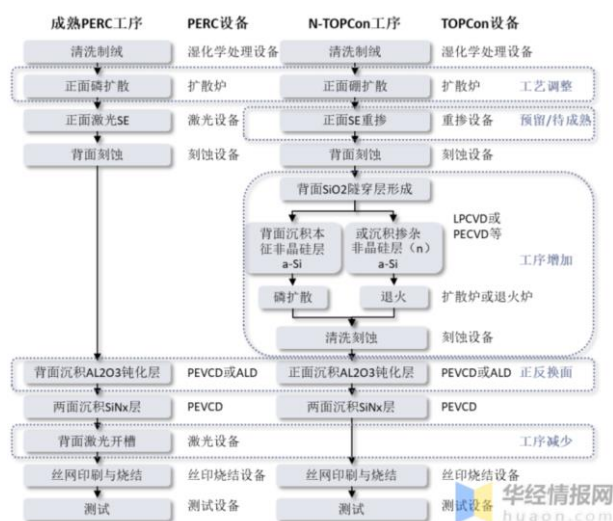 成熟PERC工序 PERC设备 N-TOPCon工序 TOPCon设备
清洗制绒 湿化学处理设备 清洗制绒 湿化学处理设备
正面磷扩散 扩散炉 正面硼扩散 扩散炉 工艺调整
正面激光SE 激光设备 正面SE重掺 重掺设备 预留/待成熟
背面刻蚀 刻蚀设备 背面刻蚀 刻蚀设备
背面SiO2隧穿层形成
背面沉积本
征非晶硅层
a-Si
或沉积掺杂
非晶硅层（n）
a-Si
LPCVD或
PECVD等
工序增加
磷扩散 退火 扩散炉或退火炉
清洗刻蚀 刻蚀设备
背面沉积AL2O3钝化层 PEVCD或ALD 正面沉积AL2O3钝化层 PEVCD或ALD 正反换面
两面沉积SiNx层 PEVCD 两面沉积SiNx层 PEVCD
背面激光开槽 激光设备 工序减少
丝网印刷与烧结 丝印烧结设备 丝网印刷与烧结 丝印烧结设备
测试 测试设备 测试 测试设备
华经情报网
huaon.com